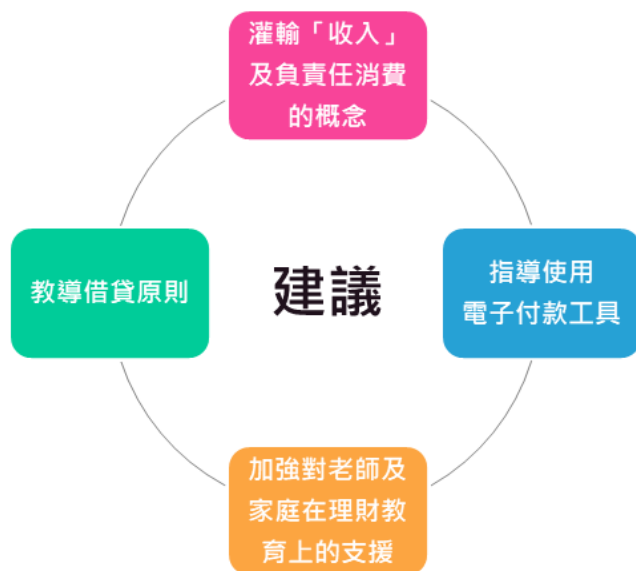 灌輸「收入」
及負責任消費
的概念
教導借貸原則
建議
指導使用
電子付款工具
加強對老師及
家庭在理財教
育上的支援